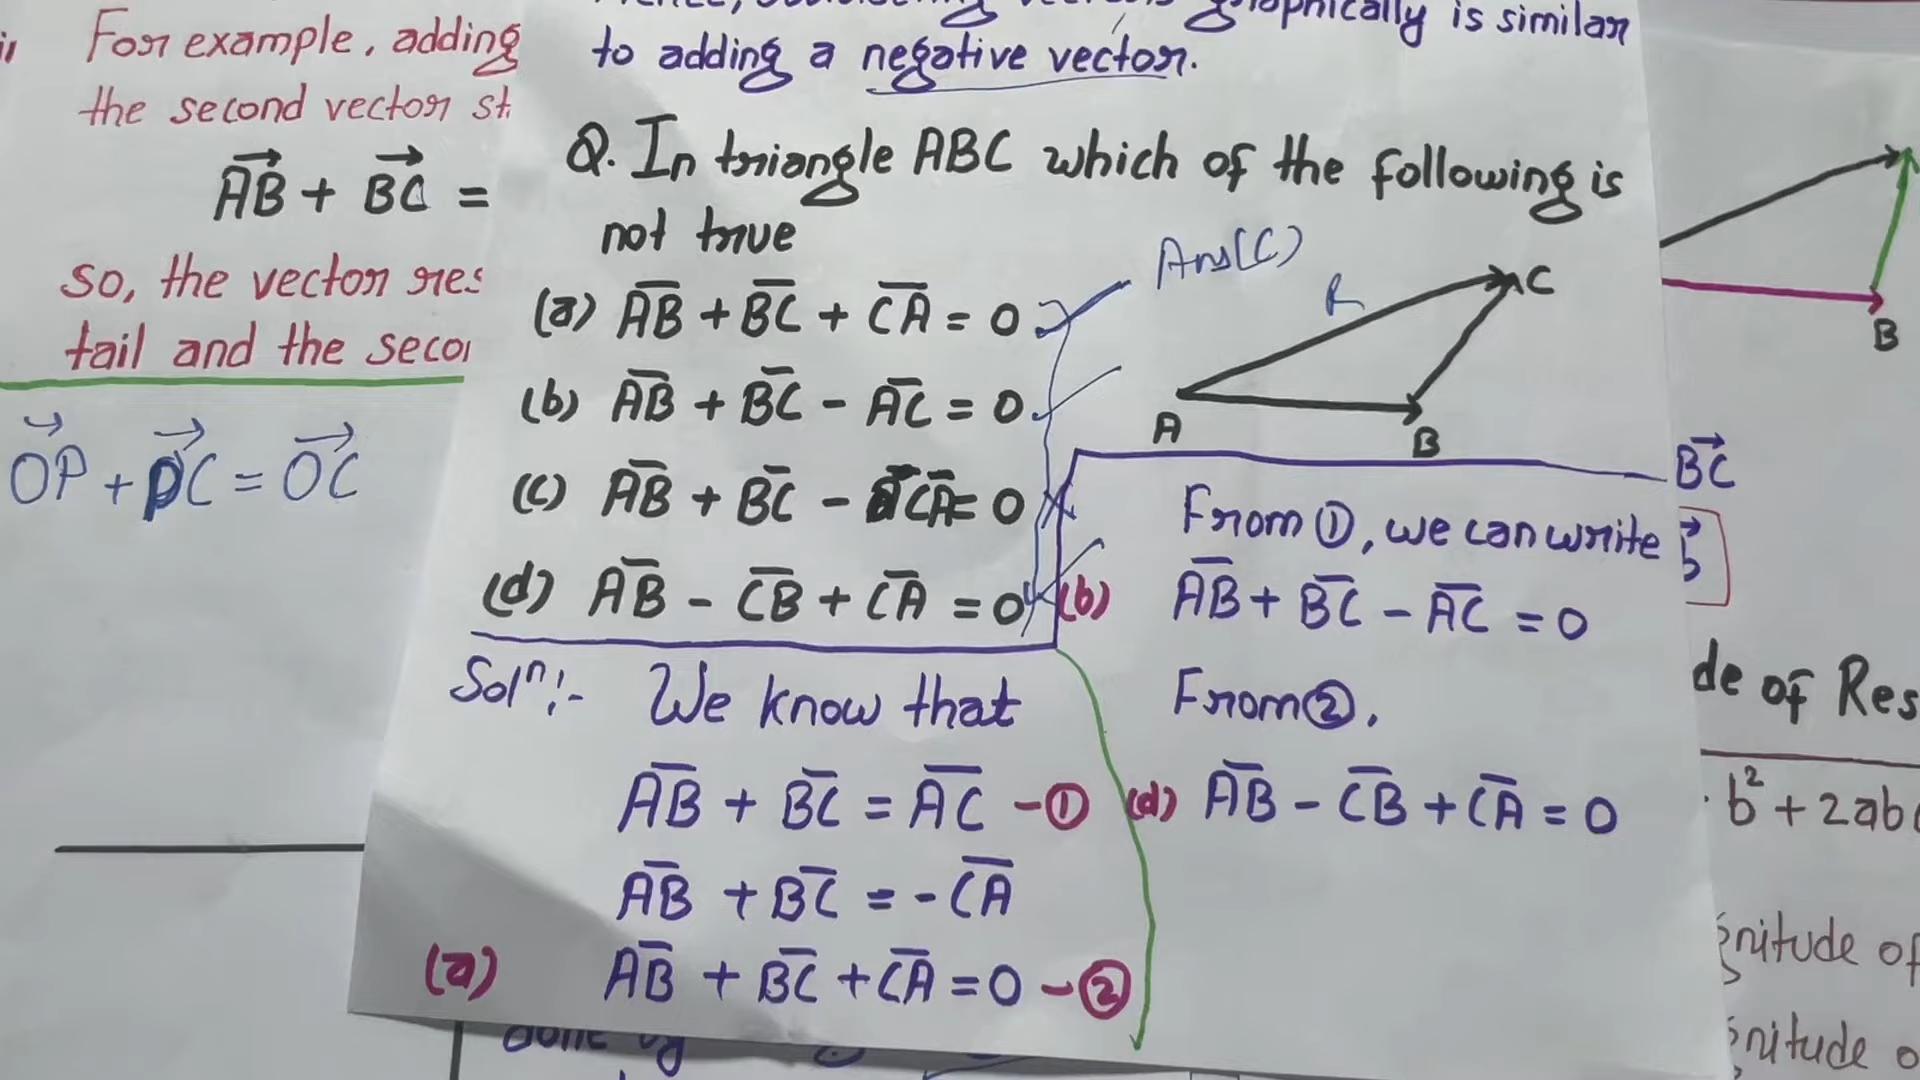 For example, adding
the second vector st
AB + BC =
so, the vector res
tail and the secon
OP + PC = OC
graphically is similar
to adding a negative vector.
Q. In triangle ABC which of the following is
not true
Ans(C)
(a) AB + BC + CA = 0
(b) AB + BC - AC = 0
(c) AB + BC - CA = 0
(d) AB - CB + CA = 0
R
C
A
B
Solⁿ:- We know that
AB + BC = AC -①
AB + BC = -CA
(a) AB + BC + CA = 0 -②
From ①, we can write
(b) AB + BC - AC = 0
From ②,
(d) AB - CB + CA = 0
B
BC
b
de of Res
b² + 2ab
gnitude of
gnitude o